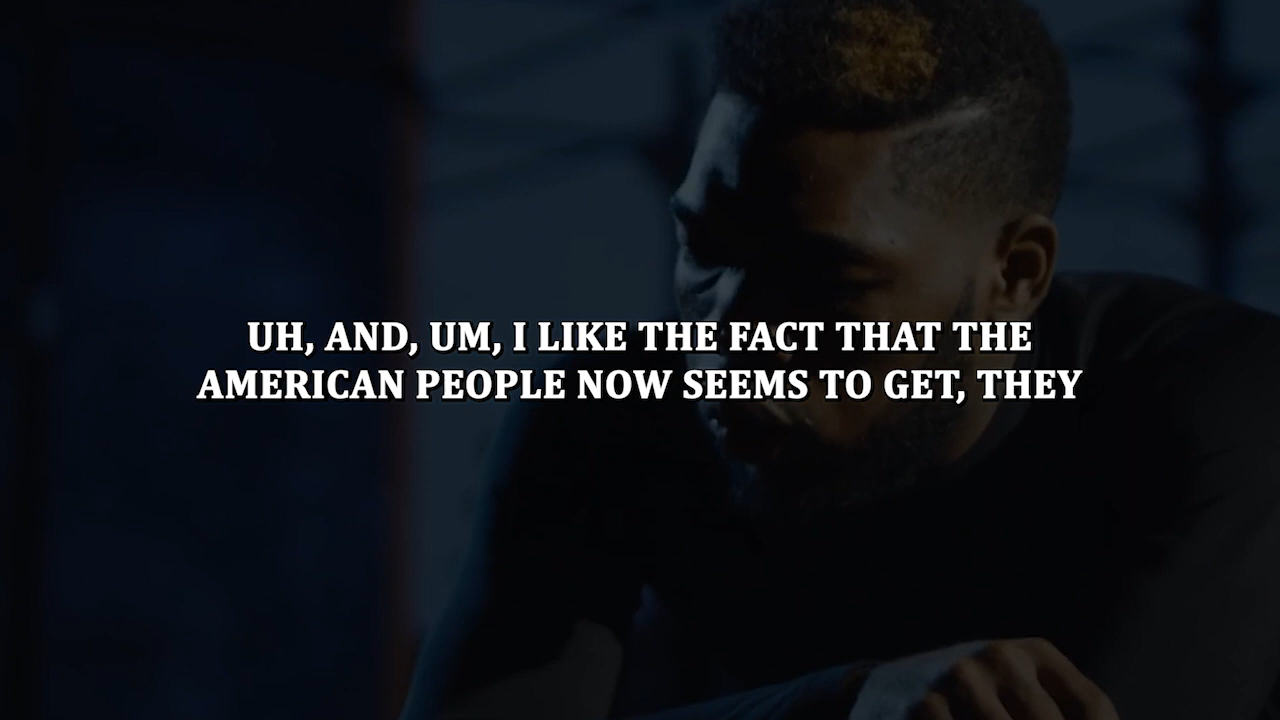 UH, AND, UM, I LIKE THE FACT THAT THE
AMERICAN PEOPLE NOW SEEMS TO GET, THEY